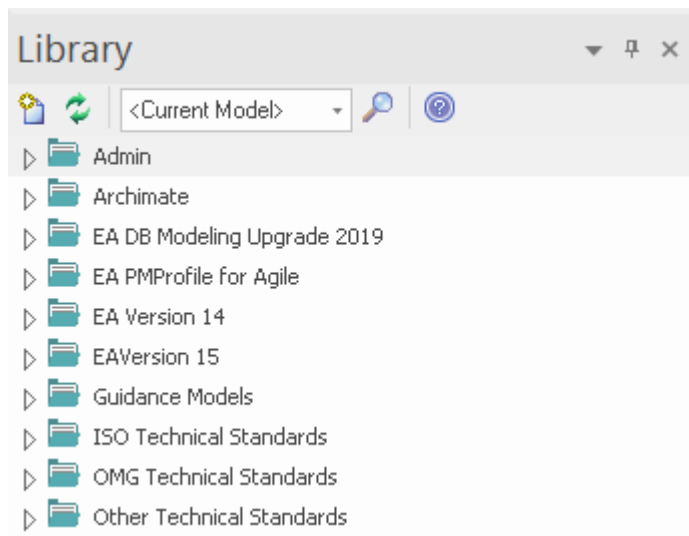 Library
<Current Model>
Admin
Archimate
EA DB Modeling Upgrade 2019
EA PMProfile for Agile
EA Version 14
EAVersion 15
Guidance Models
ISO Technical Standards
OMG Technical Standards
Other Technical Standards